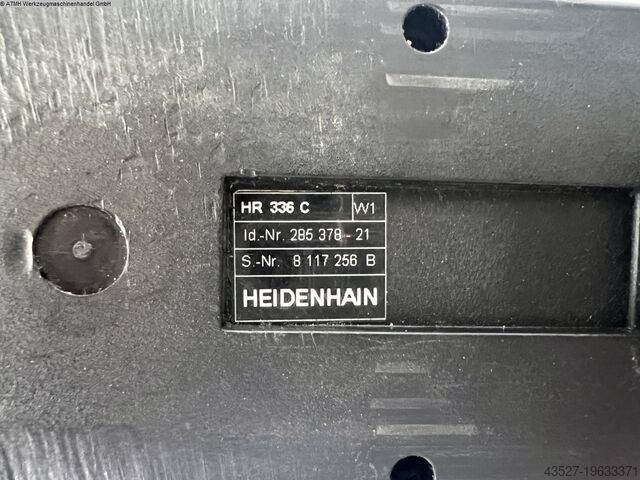 © ATMH Werkzeugmaschinenhandel GmbH
HR 336 C W1
Id.-Nr. 285 378 - 21
S.-Nr. 8 117 256 B
HEIDENHAIN
43527-19633371